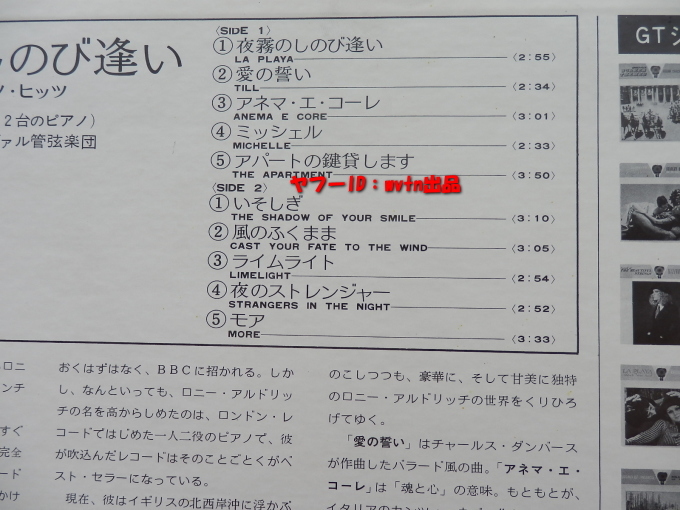 しのび逢い
ツ・ヒッツ
2台のピアノ)
ァル管弦楽団
〈SIDE 1〉
①夜霧のしのび逢い
LA PLAYA 〈2:55〉
②愛の誓い
TILL 〈2:34〉
③アネマ・エ・コーレ
ANEMA E CORE 〈3:01〉
④ミッシェル
MICHELLE 〈2:33〉
⑤アパートの鍵貸します
THE APARTMENT 〈3:50〉
ヤフーID:mvtn出品
〈SIDE 2〉
①いそしぎ
THE SHADOW OF YOUR SMILE 〈3:10〉
②風のふくまま
CAST YOUR FATE TO THE WIND 〈3:05〉
③ライムライト
LIMELIGHT 〈2:54〉
④夜のストレンジャー
STRANGERS IN THE NIGHT 〈2:52〉
⑤モア
MORE 〈3:33〉
GTシ
ロニ
ンチ
すぐ
完全
ード
かけ
おくはずはなく、BBCに招かれる。しか
し、なんといっても、ロニー・アルドリッ
チの名を高からしめたのは、ロンドン・レ
コードではじめた一人二役のピアノで、彼
が吹込んだレコードはそのことごとくがベ
スト・セラーになっている。
現在、彼はイギリスの北西岸沖に浮かぶ
のこしつつも、豪華に、そして甘美に独特
のロニー・アルドリッチの世界をくりひろ
げてゆく。
「愛の誓い」はチャールス・ダンバース
が作曲したバラード風の曲。「アネマ・エ・
コーレ」は「魂と心」の意味。もともとが、